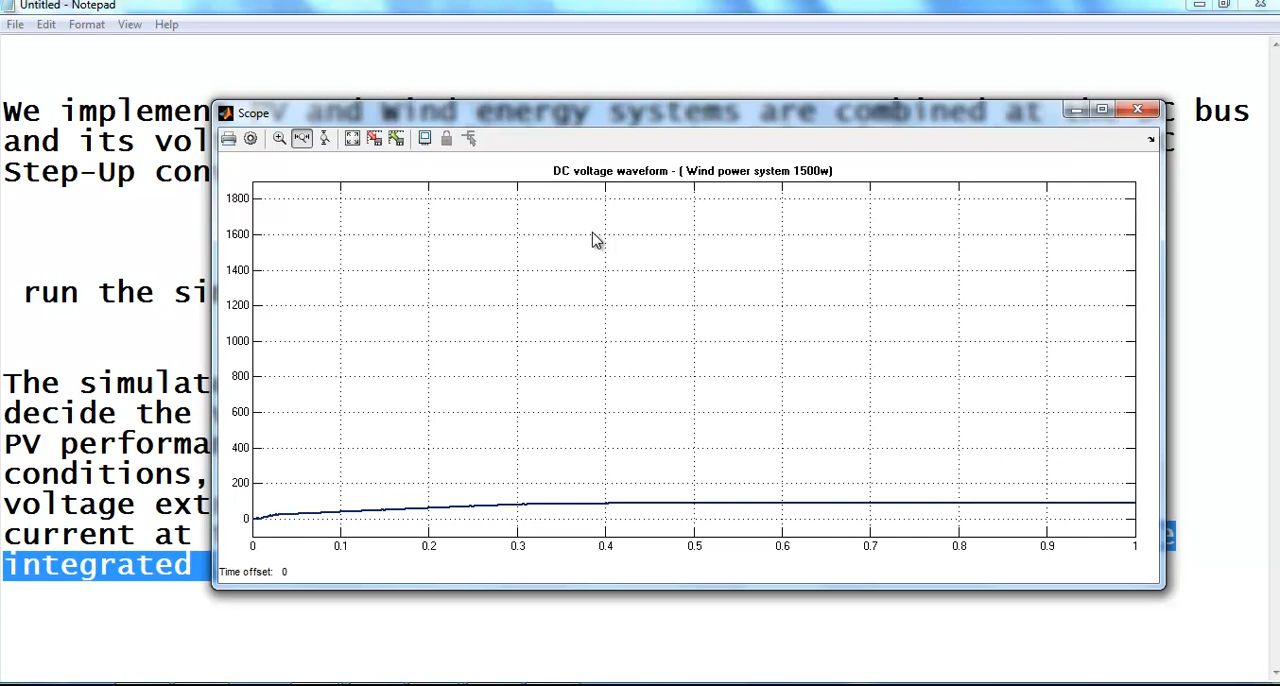 Untitled - Notepad
File Edit Format View Help
We implemen PV and Wind energy systems are combined at the DC bus
and its vol
Step-Up con
run the si
The simulat
decide the
PV performa
conditions,
voltage ext
current at e
integrated
Scope
DC voltage waveform - ( Wind power system 1500w)
1800
1600
1400
1200
1000
800
600
400
200
0
0 0.1 0.2 0.3 0.4 0.5 0.6 0.7 0.8 0.9 1
Time offset: 0